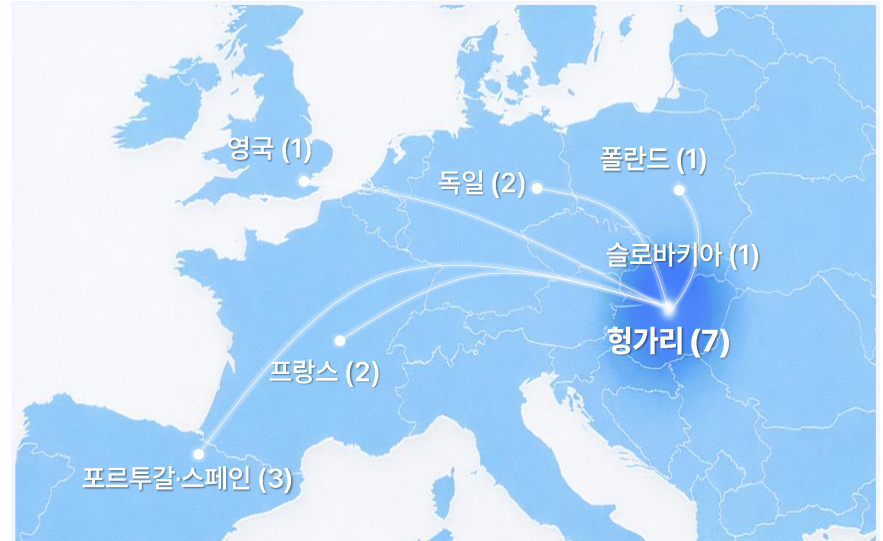 영국 (1)
독일 (2)
폴란드 (1)
슬로바키아 (1)
헝가리 (7)
프랑스 (2)
포르투갈·스페인 (3)